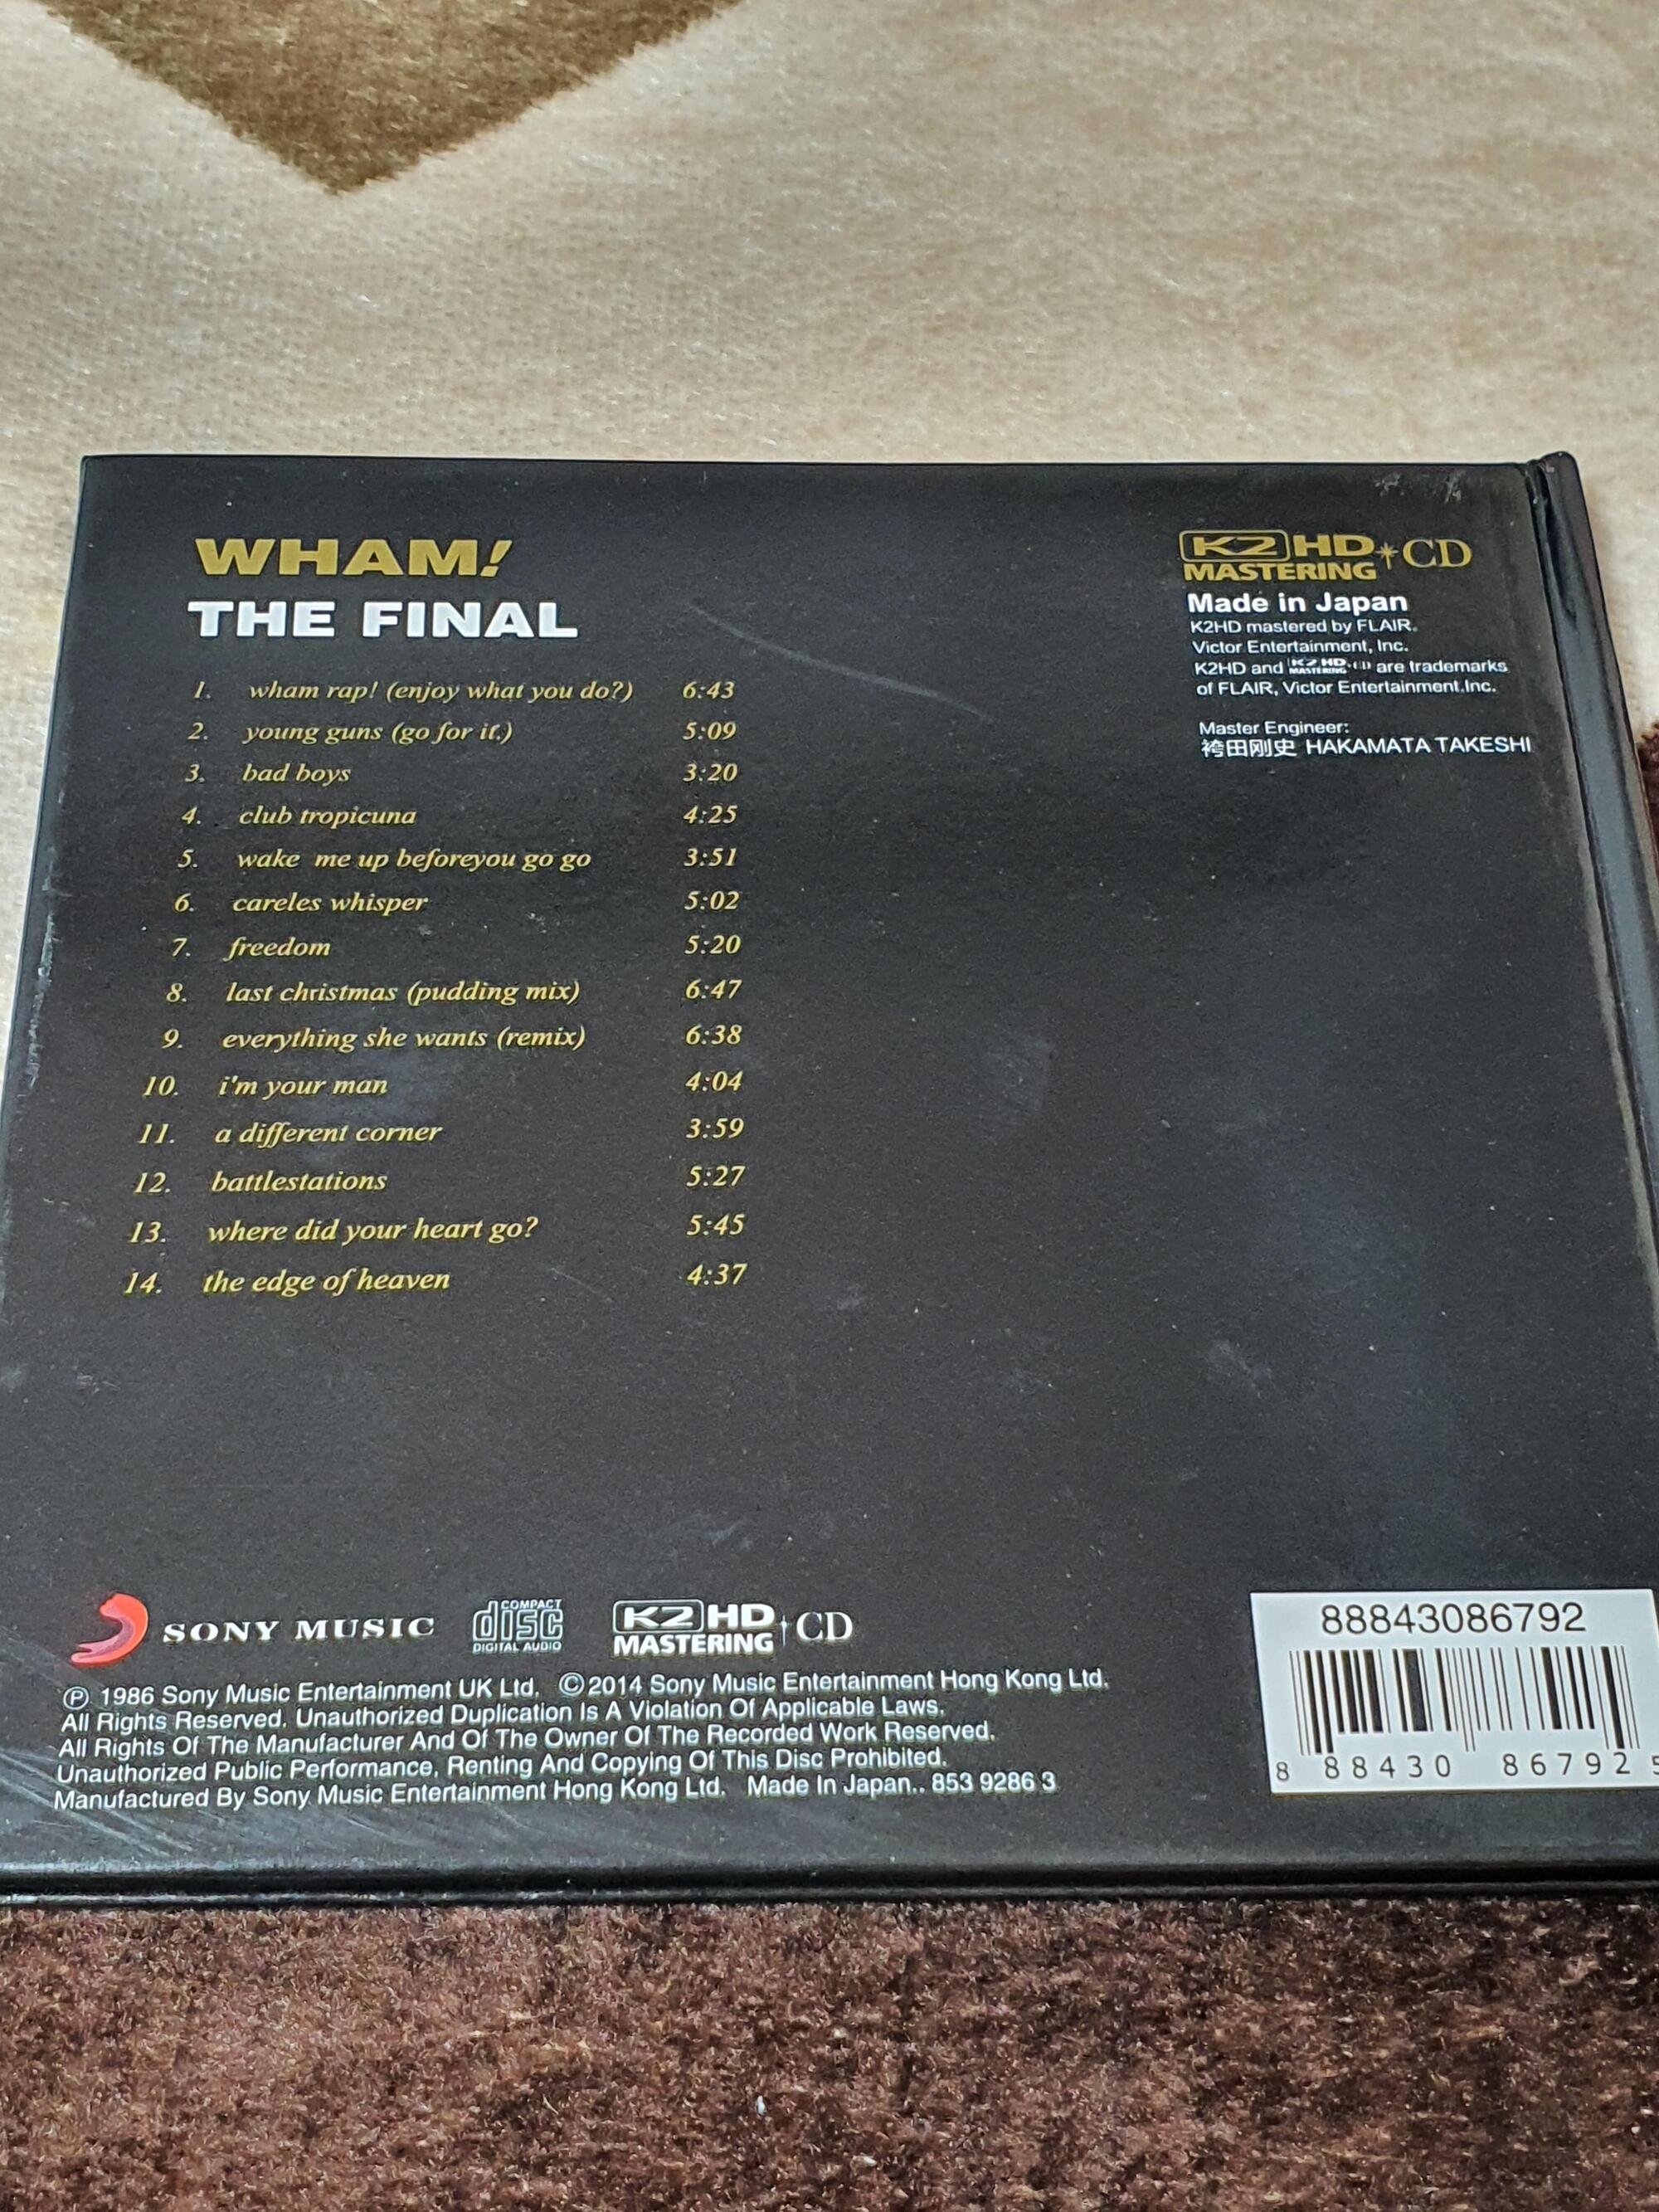 WHAM!
THE FINAL
1. wham rap! (enjoy what you do?) 6:43
2. young guns (go for it.) 5:09
3. bad boys 3:20
4. club tropicuna 4:25
5. wake me up beforeyou go go 3:51
6. careles whisper 5:02
7. freedom 5:20
8. last christmas (pudding mix) 6:47
9. everything she wants (remix) 6:38
10. i'm your man 4:04
11. a different corner 3:59
12. battlestations 5:27
13. where did your heart go? 5:45
14. the edge of heaven 4:37
K2 HD CD
MASTERING
Made in Japan
K2HD mastered by FLAIR.
Victor Entertainment, Inc.
K2HD and K2 HD MASTERING CD are trademarks
of FLAIR, Victor Entertainment.Inc.
Master Engineer:
袴田剛史 HAKAMATA TAKESHI
SONY MUSIC
COMPACT disc DIGITAL AUDIO
K2 HD MASTERING CD
Ⓟ 1986 Sony Music Entertainment UK Ltd. ©2014 Sony Music Entertainment Hong Kong Ltd.
All Rights Reserved. Unauthorized Duplication Is A Violation Of Applicable Laws.
All Rights Of The Manufacturer And Of The Owner Of The Recorded Work Reserved.
Unauthorized Public Performance, Renting And Copying Of This Disc Prohibited.
Manufactured By Sony Music Entertainment Hong Kong Ltd. Made In Japan.. 853 9286 3
88843086792
8 88430 86792 5